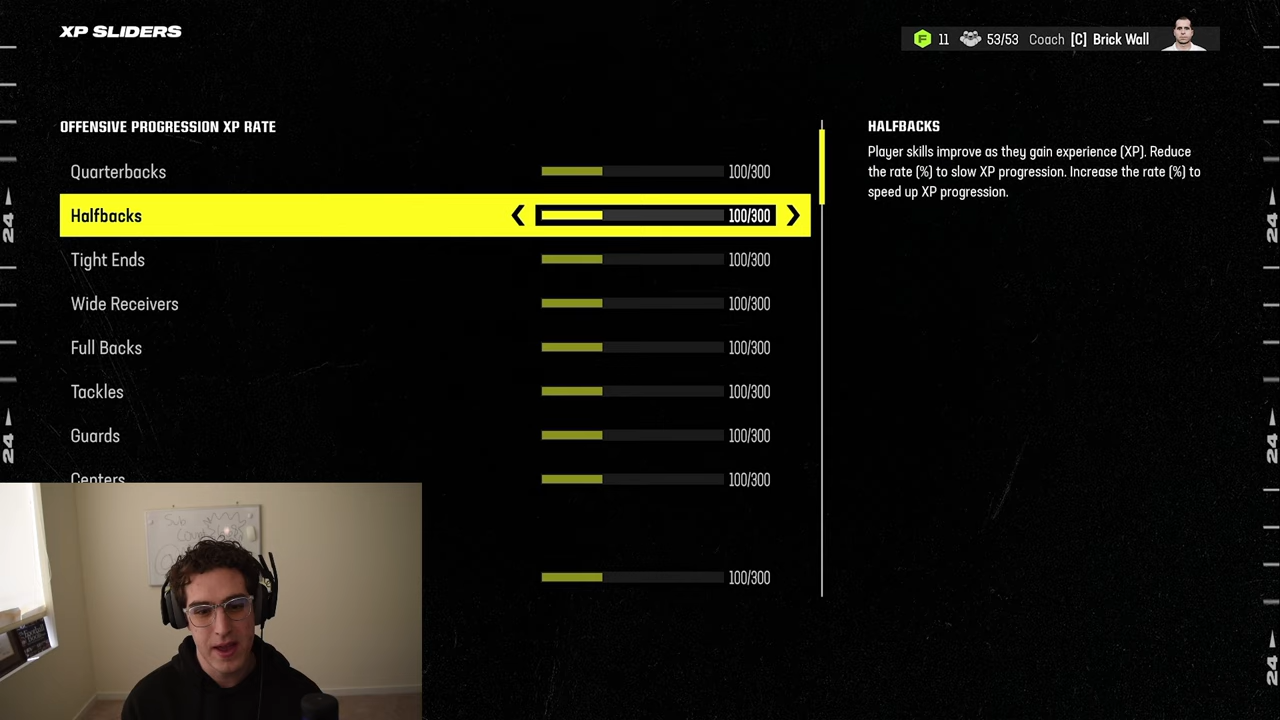 XP SLIDERS
F 11 53/53 Coach [C] Brick Wall
OFFENSIVE PROGRESSION XP RATE
Quarterbacks 100/300
Halfbacks 100/300
Tight Ends 100/300
Wide Receivers 100/300
Full Backs 100/300
Tackles 100/300
Guards 100/300
Centers 100/300
100/300
HALFBACKS
Player skills improve as they gain experience (XP). Reduce
the rate (%) to slow XP progression. Increase the rate (%) to
speed up XP progression.
24
24
24
24
24
Sub